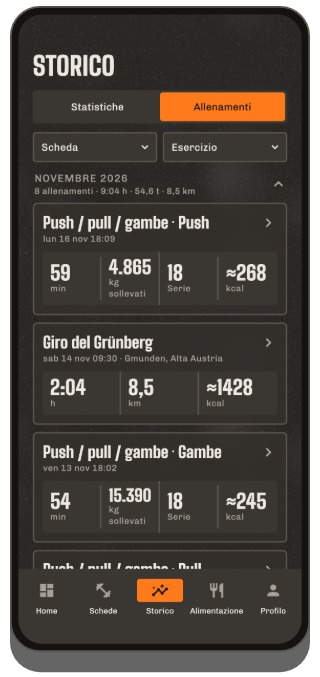 STORICO
Statistiche
Allenamenti
Scheda
Esercizio
NOVEMBRE 2026
8 allenamenti · 9:04 h · 54,6 t · 8,5 km
Push / pull / gambe · Push
lun 16 nov 18:09
59 4.865 18 ≈268
min kg sollevati Serie kcal
Giro del Grünberg
sab 14 nov 09:30 · Gmunden, Alta Austria
2:04 8,5 ≈1428
h km kcal
Push / pull / gambe · Gambe
ven 13 nov 18:02
54 15.390 18 ≈245
min kg sollevati Serie kcal
Push / pull / gambe · Pull
Home Schede Storico Alimentazione Profilo